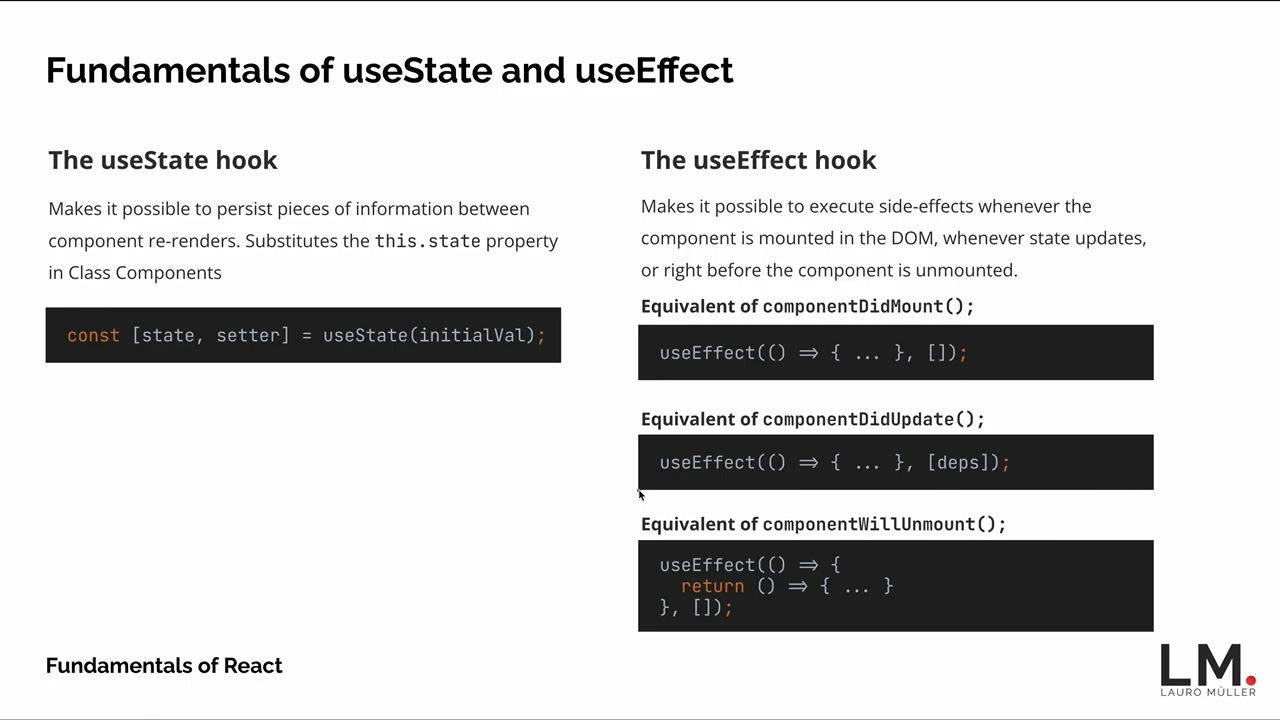 Fundamentals of useState and useEffect
The useState hook
Makes it possible to persist pieces of information between
component re-renders. Substitutes the this.state property
in Class Components
const [state, setter] = useState(initialVal);
The useEffect hook
Makes it possible to execute side-effects whenever the
component is mounted in the DOM, whenever state updates,
or right before the component is unmounted.
Equivalent of componentDidMount();
useEffect(() => { ... }, []);
Equivalent of componentDidUpdate();
useEffect(() => { ... }, [deps]);
Equivalent of componentWillUnmount();
useEffect(() => {
return () => { ... }
}, []);
Fundamentals of React
LM.
LAURO MÜLLER